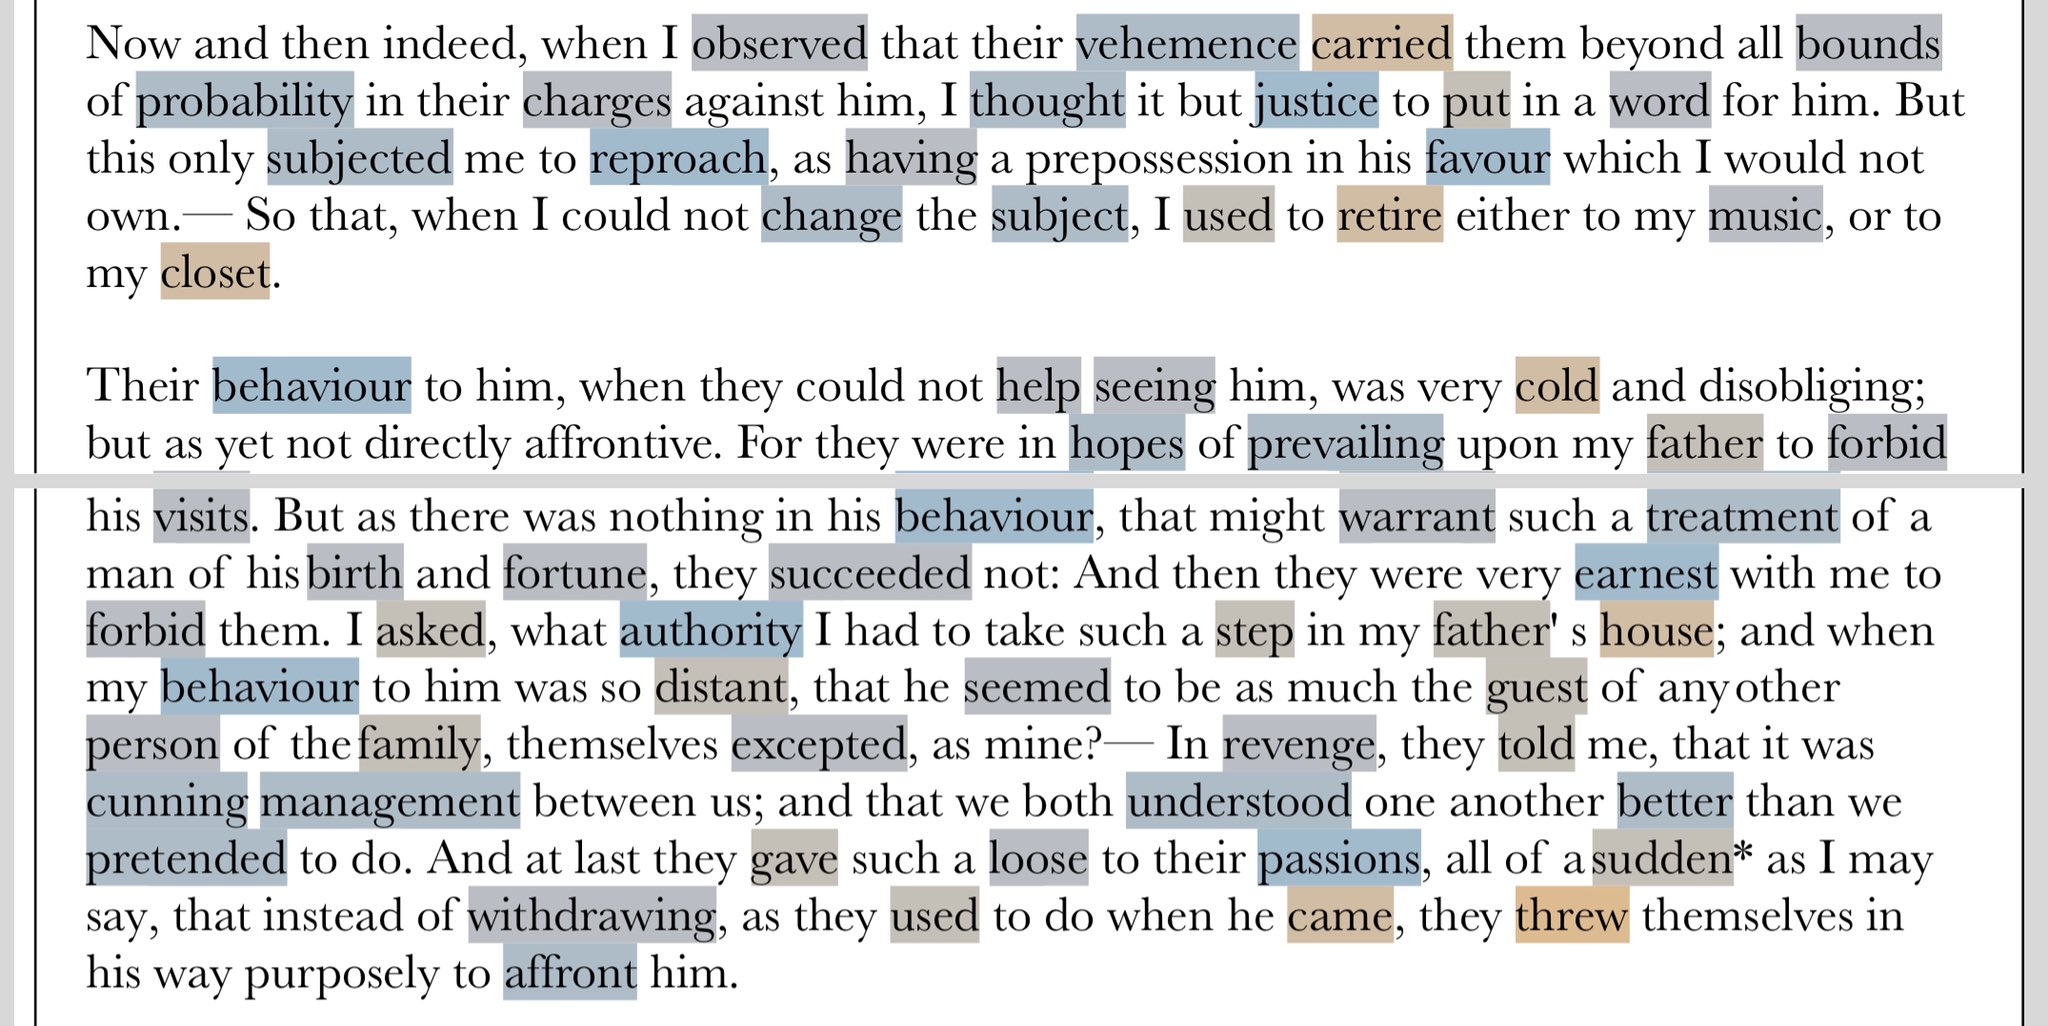 Now and then indeed, when I observed that their vehemence carried them beyond all bounds
of probability in their charges against him, I thought it but justice to put in a word for him. But
this only subjected me to reproach, as having a prepossession in his favour which I would not
own.— So that, when I could not change the subject, I used to retire either to my music, or to
my closet.
Their behaviour to him, when they could not help seeing him, was very cold and disobliging;
but as yet not directly affrontive. For they were in hopes of prevailing upon my father to forbid
his visits. But as there was nothing in his behaviour, that might warrant such a treatment of a
man of his birth and fortune, they succeeded not: And then they were very earnest with me to
forbid them. I asked, what authority I had to take such a step in my father' s house; and when
my behaviour to him was so distant, that he seemed to be as much the guest of any other
person of the family, themselves excepted, as mine?— In revenge, they told me, that it was
cunning management between us; and that we both understood one another better than we
pretended to do. And at last they gave such a loose to their passions, all of a sudden* as I may
say, that instead of withdrawing, as they used to do when he came, they threw themselves in
his way purposely to affront him.